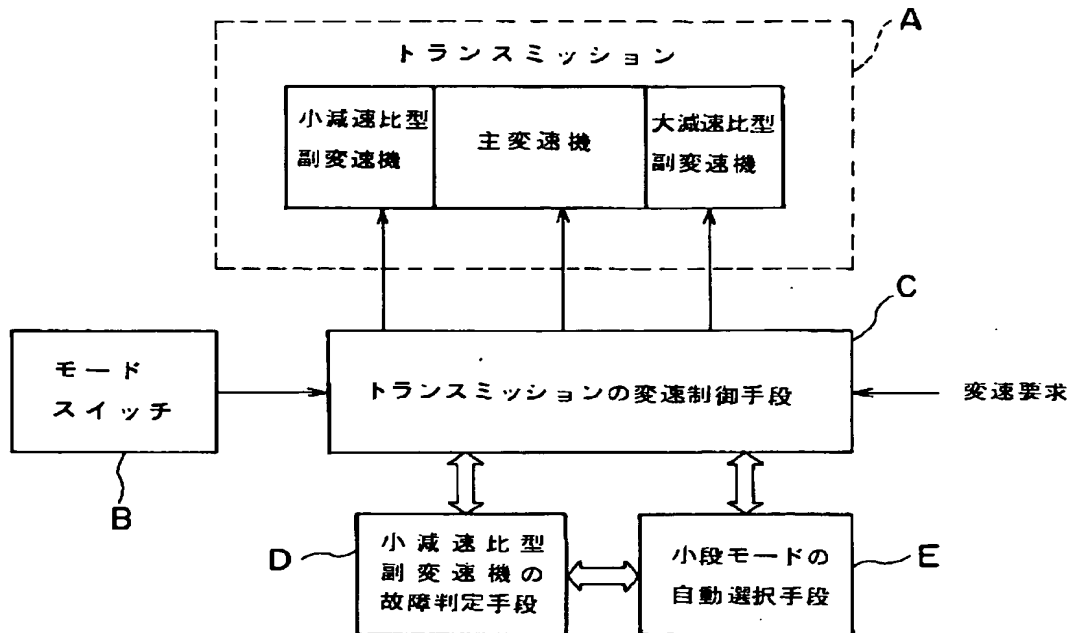 A
トランスミッション
小減速比型
副変速機
主変速機
大減速比型
副変速機
C
モード
スイッチ
トランスミッションの変速制御手段
変速要求
B
D
小減速比型
副変速機の
故障判定手段
小段モードの
自動選択手段
E